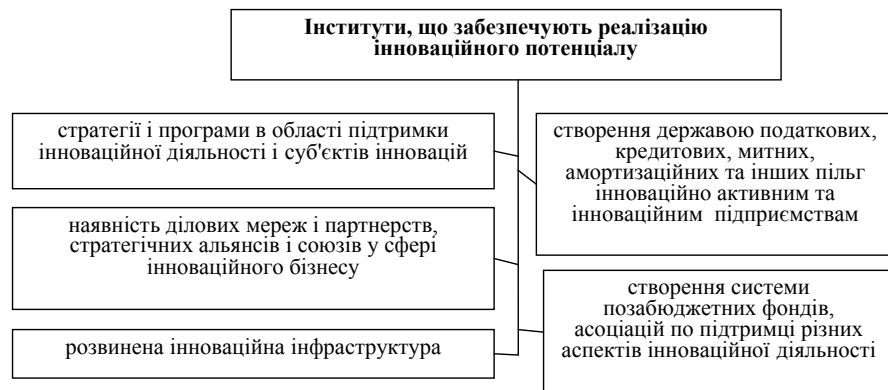 Інститути, що забезпечують реалізацію
інноваційного потенціалу
стратегії і програми в області підтримки
інноваційної діяльності і суб'єктів інновацій
наявність ділових мереж і партнерств,
стратегічних альянсів і союзів у сфері
інноваційного бізнесу
розвинена інноваційна інфраструктура
створення державою податкових,
кредитових, митних,
амортизаційних та інших пільг
інноваційно активним та
інноваційним підприємствам
створення системи
позабюджетних фондів,
асоціацій по підтримці різних
аспектів інноваційної діяльності